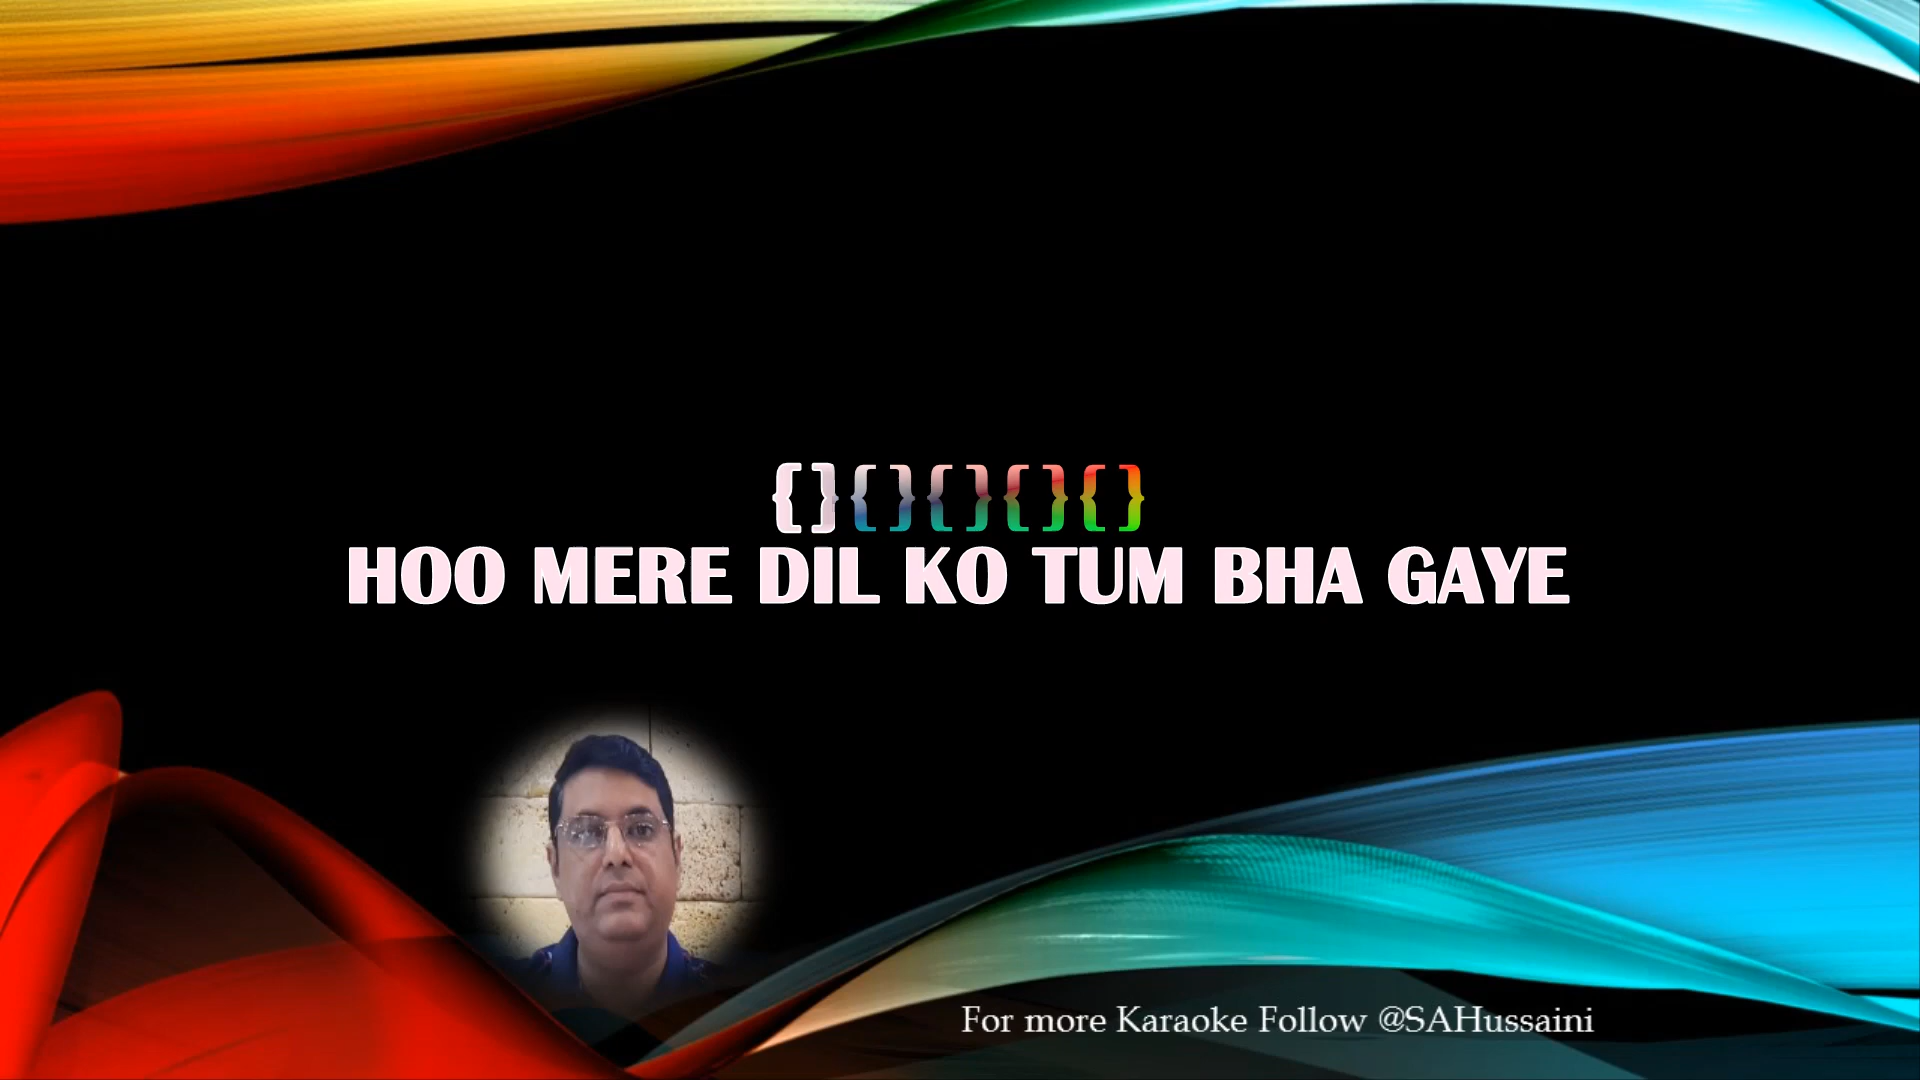 {}{}{}{}{}
HOO MERE DIL KO TUM BHA GAYE
For more Karaoke Follow @SAHussaini